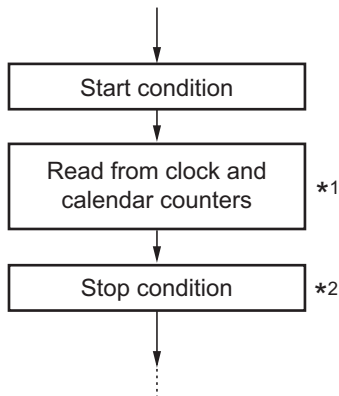 Start condition
Read from clock and
calendar counters
*1
Stop condition
*2